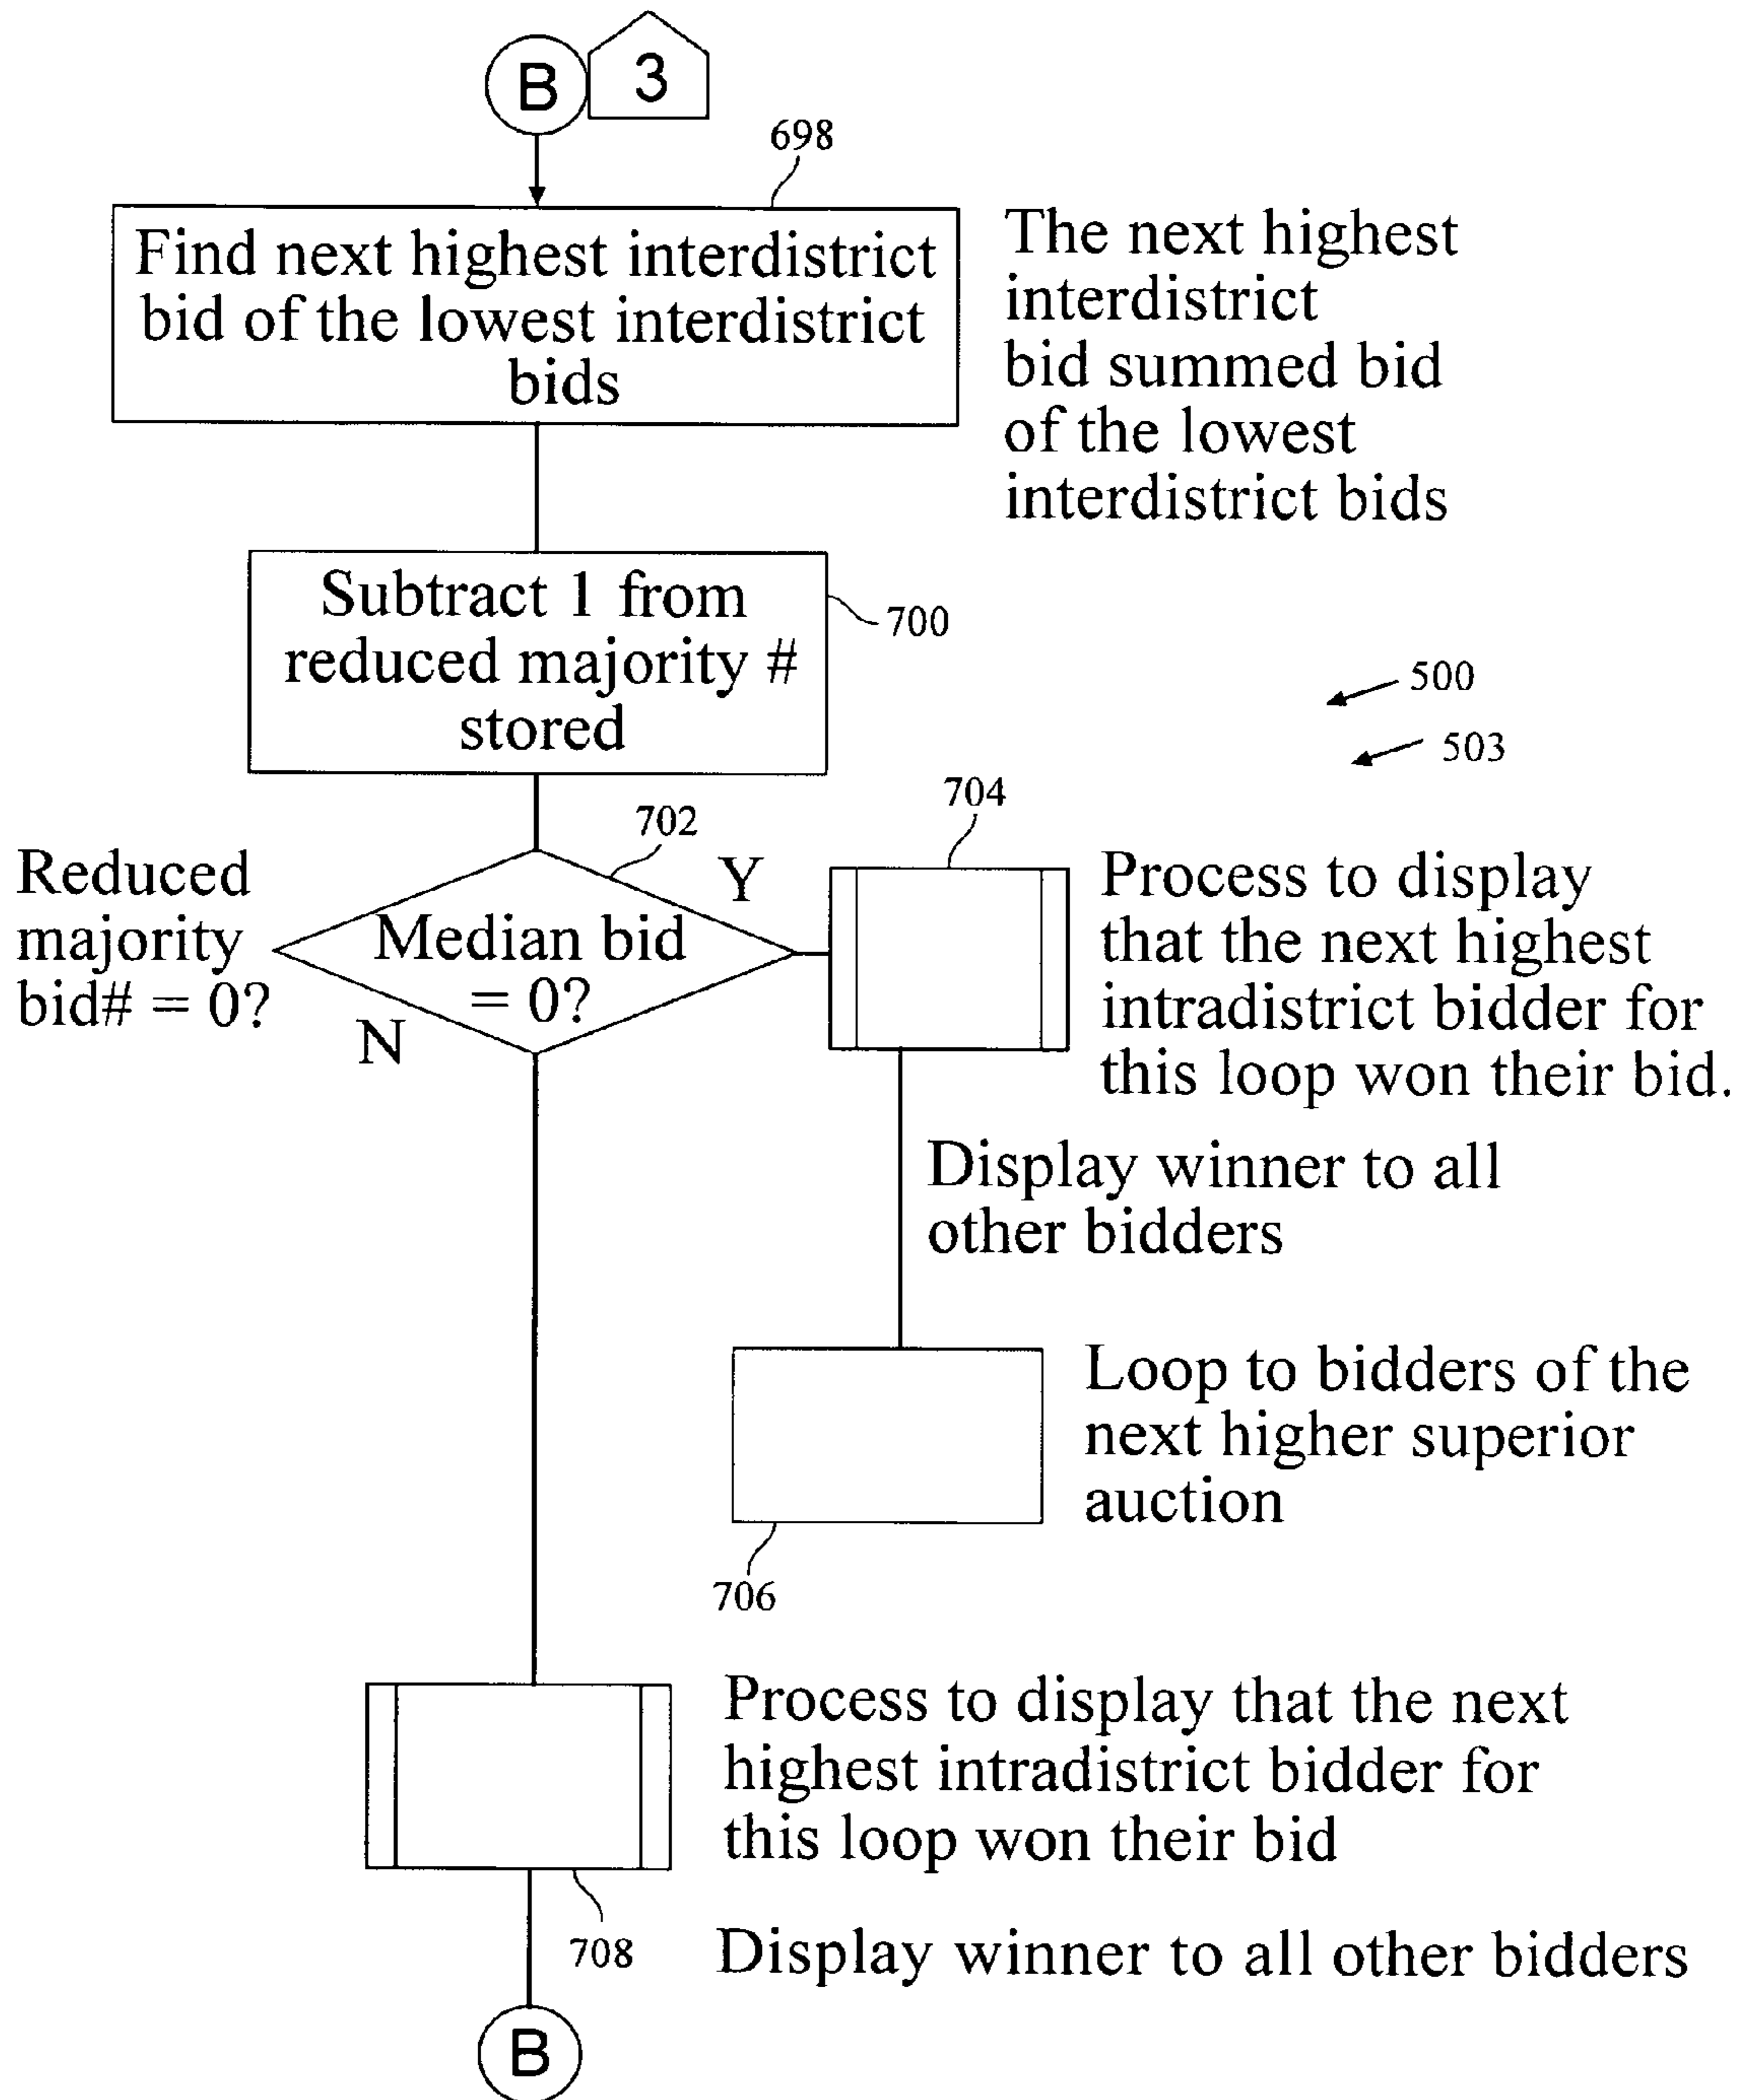 B
3
698
Find next highest interdistrict
bid of the lowest interdistrict
bids
The next highest
interdistrict
bid summed bid
of the lowest
interdistrict bids
Subtract 1 from
reduced majority #
stored
700
500
503
702
704
Reduced
majority
bid# = 0?
Median bid
= 0?
Y
N
Process to display
that the next highest
intradistrict bidder for
this loop won their bid.
Display winner to all
other bidders
Loop to bidders of the
next higher superior
auction
706
Process to display that the next
highest intradistrict bidder for
this loop won their bid
708
Display winner to all other bidders
B